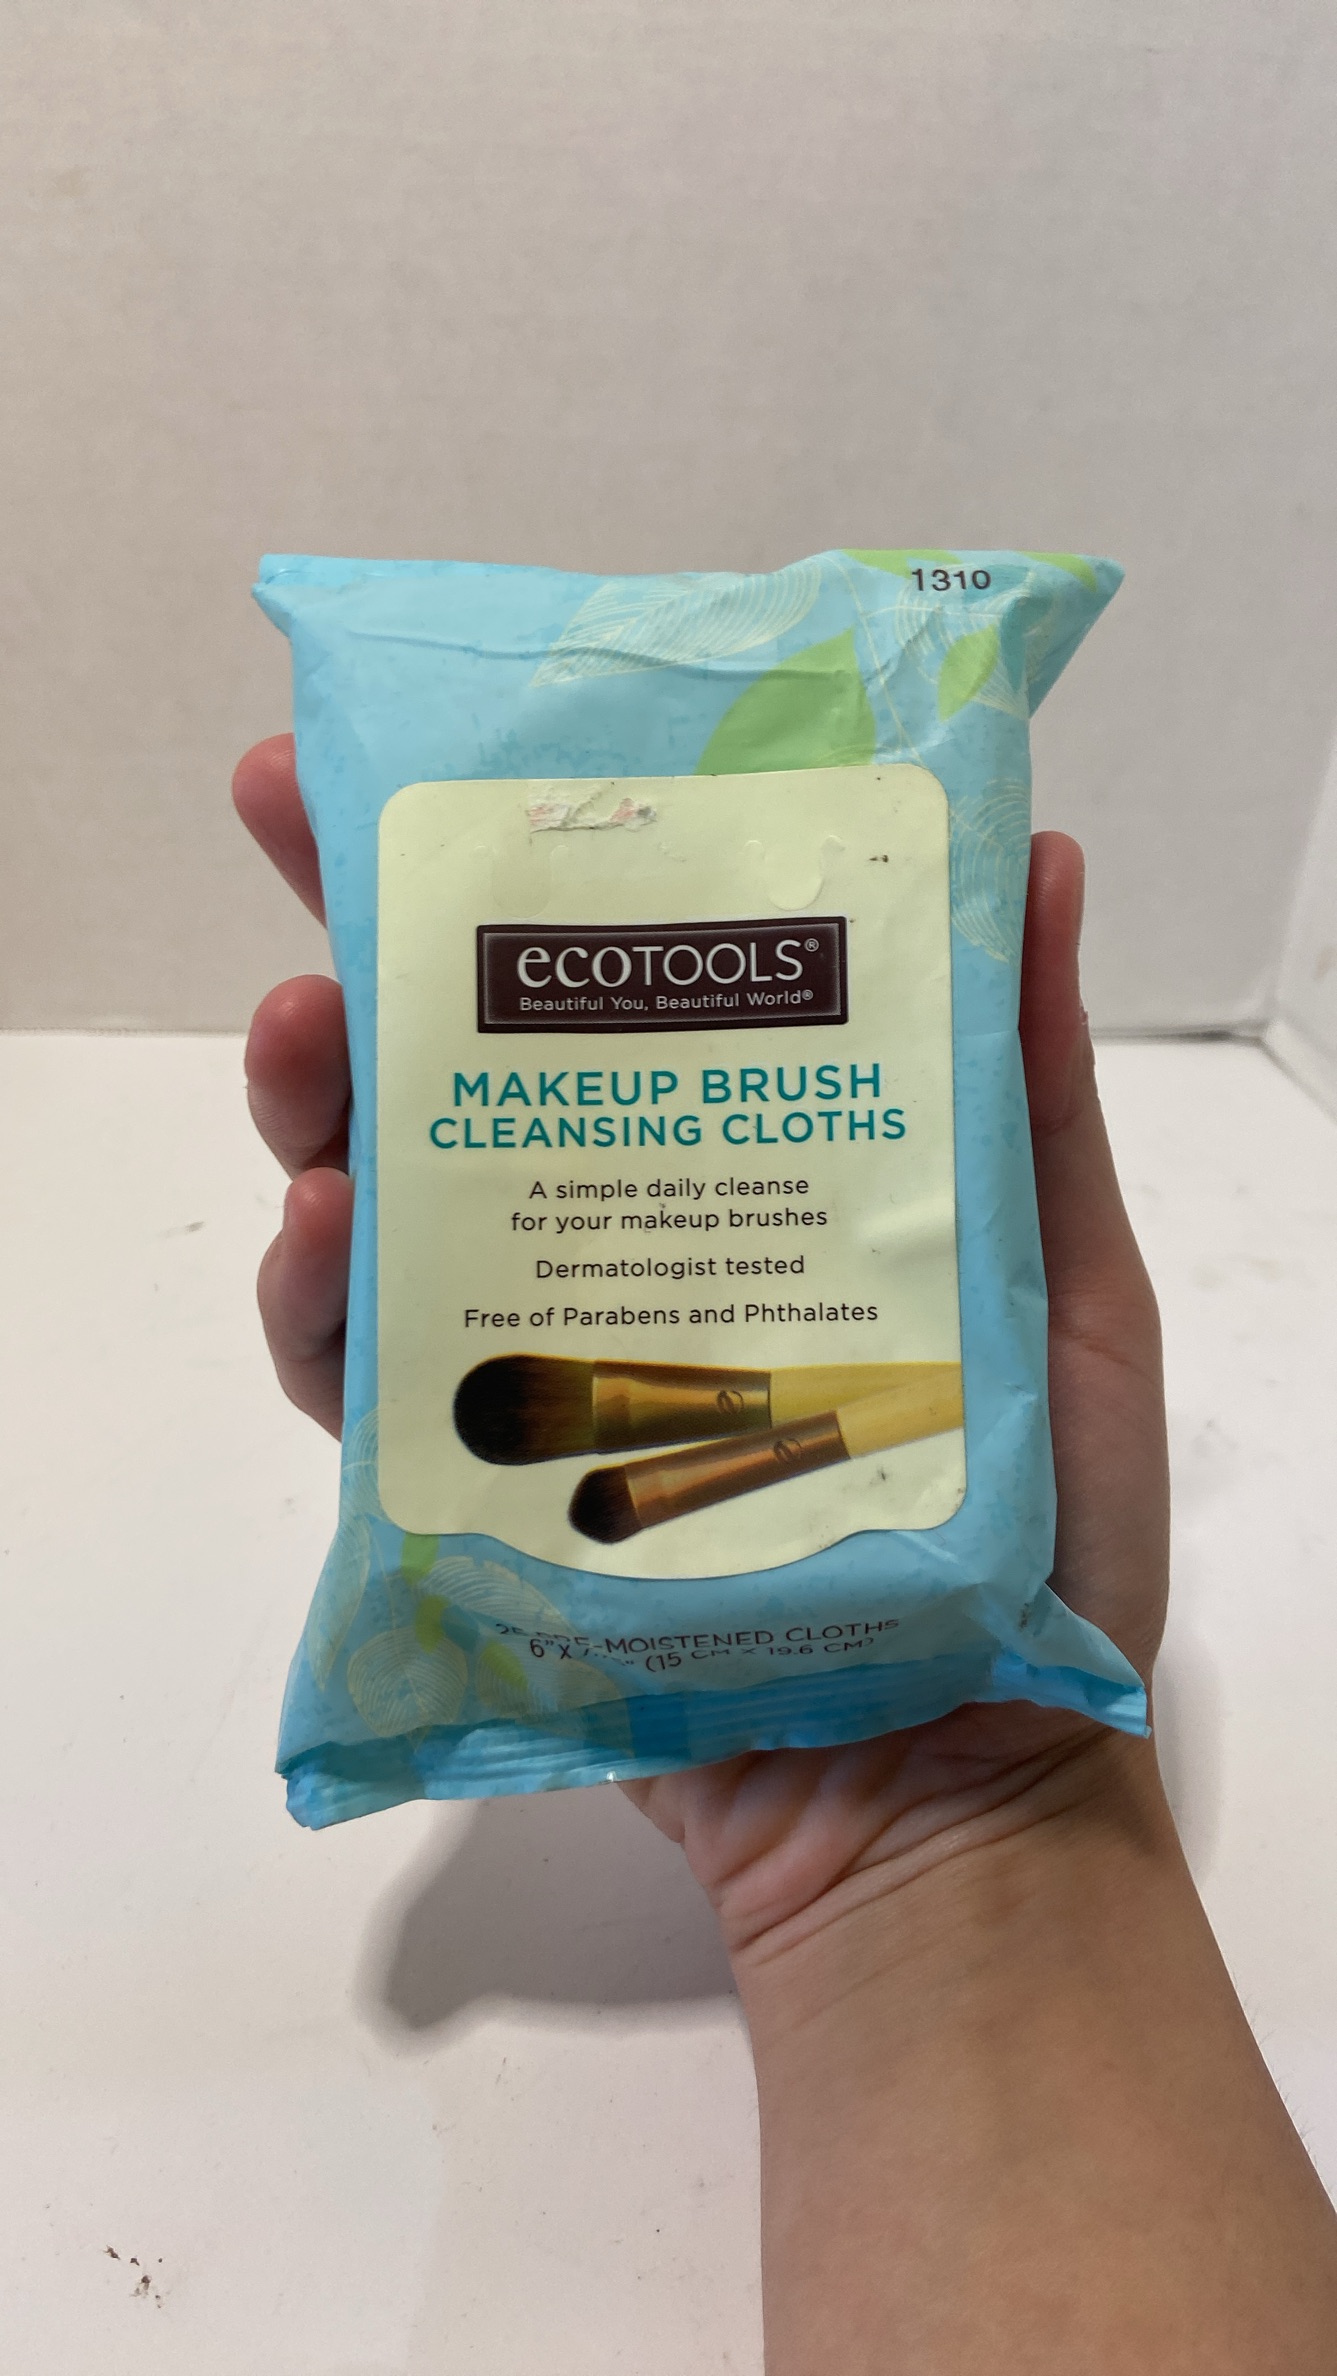 1310
ecoTOOLS®
Beautiful You, Beautiful World®
MAKEUP BRUSH
CLEANSING CLOTHS
A simple daily cleanse
for your makeup brushes
Dermatologist tested
Free of Parabens and Phthalates
-MOISTENED CLOTHS
6" X (15 CM X 19.6 CM)